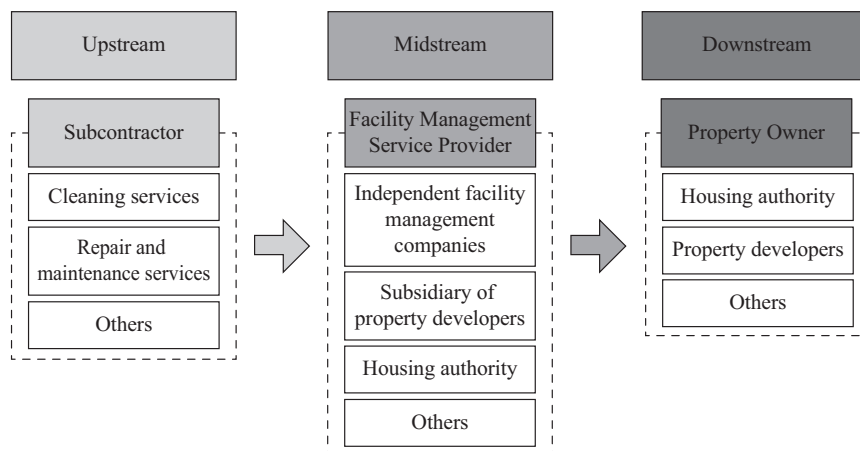 Upstream
Midstream
Downstream
Subcontractor
Cleaning services
Repair and
maintenance services
Others
Facility Management
Service Provider
Independent facility
management
companies
Subsidiary of
property developers
Housing authority
Others
Property Owner
Housing authority
Property developers
Others